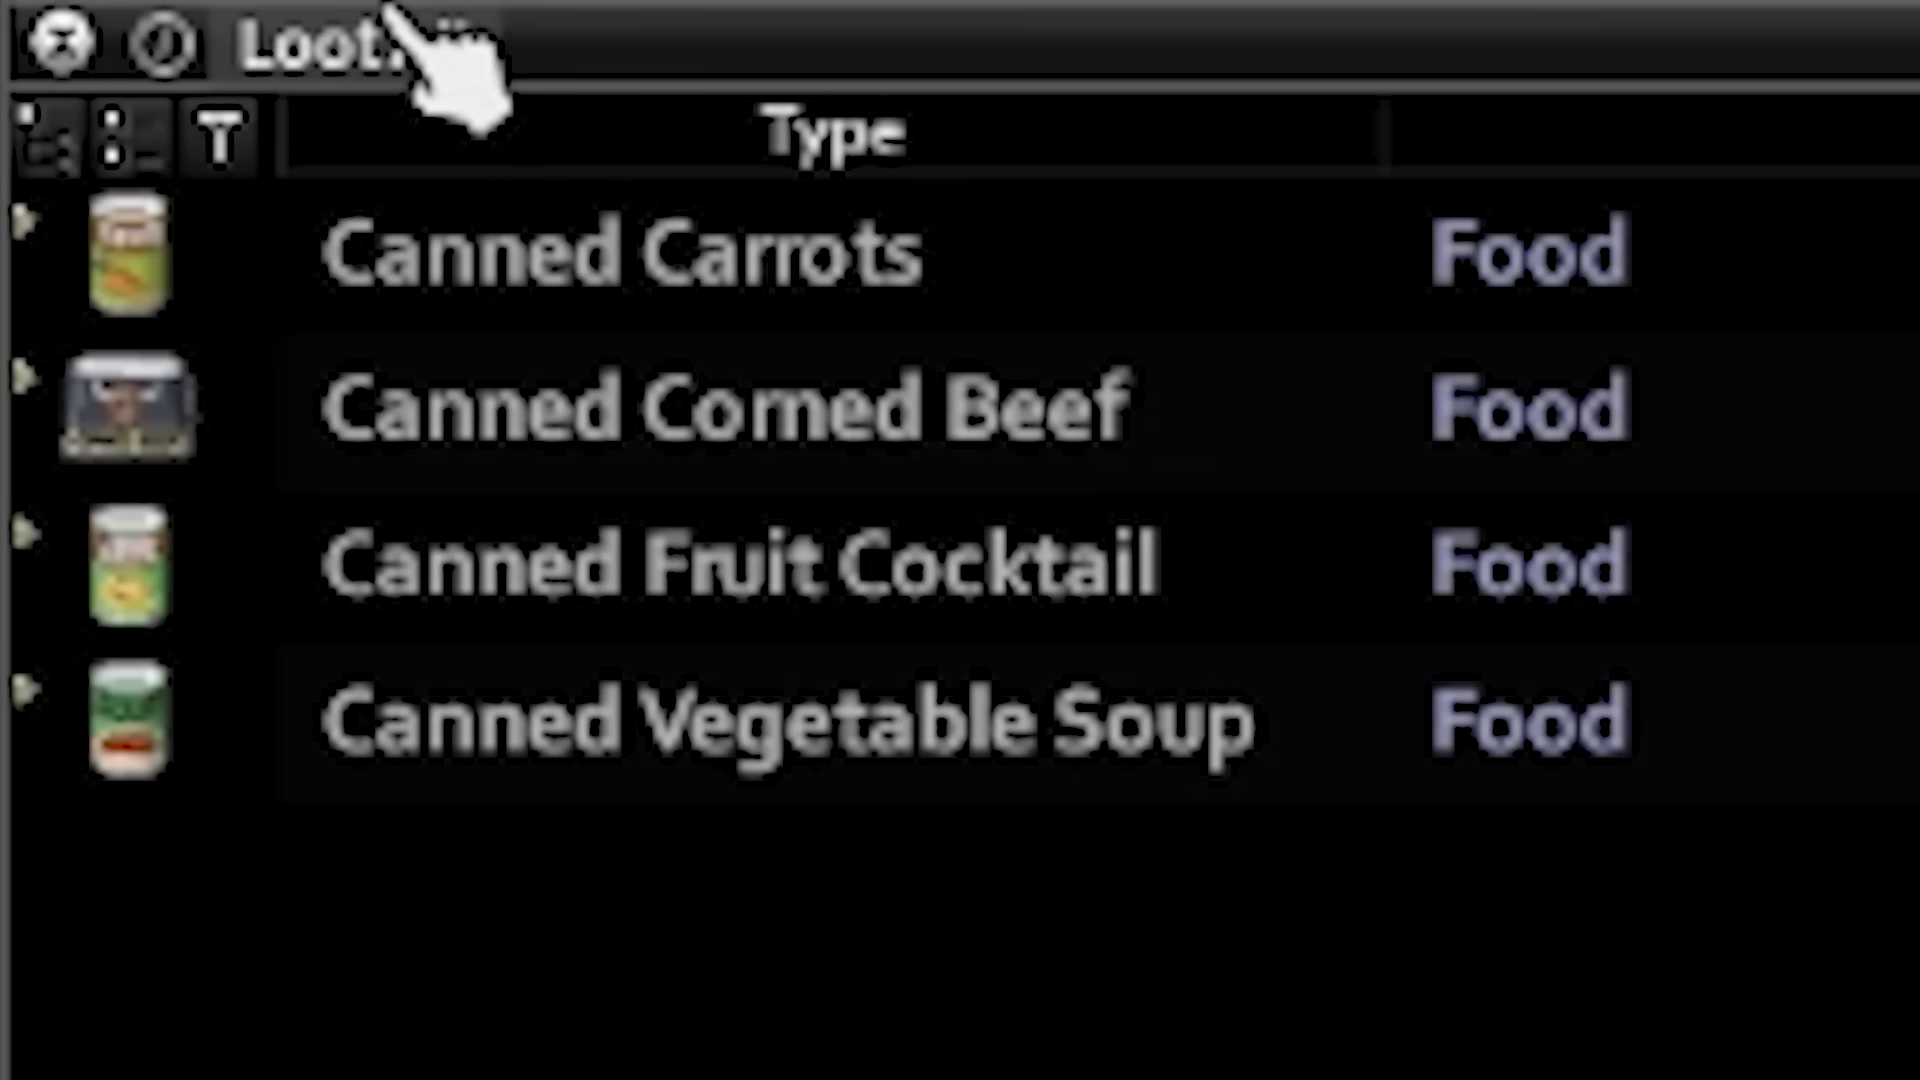 Loot
Type
Canned Carrots Food
Canned Corned Beef Food
Canned Fruit Cocktail Food
Canned Vegetable Soup Food